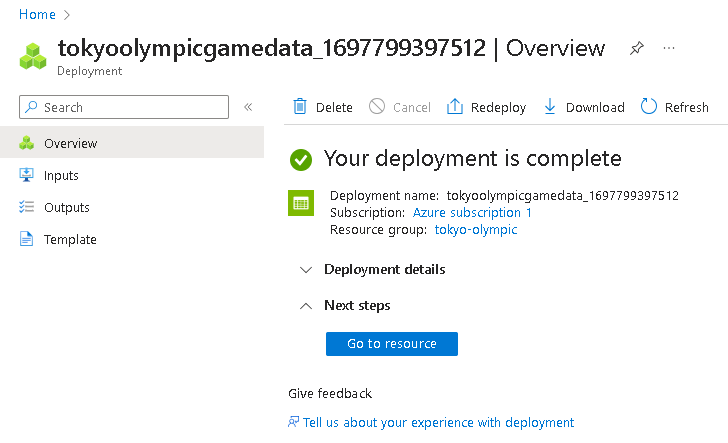 Home
tokyoolympicgamedata_1697799397512 | Overview
Deployment
Search
Delete
Cancel
Redeploy
Download
Refresh
Overview
Inputs
Outputs
Template
Your deployment is complete
Deployment name: tokyoolympicgamedata_1697799397512
Subscription: Azure subscription 1
Resource group: tokyo-olympic
Deployment details
Next steps
Go to resource
Give feedback
Tell us about your experience with deployment